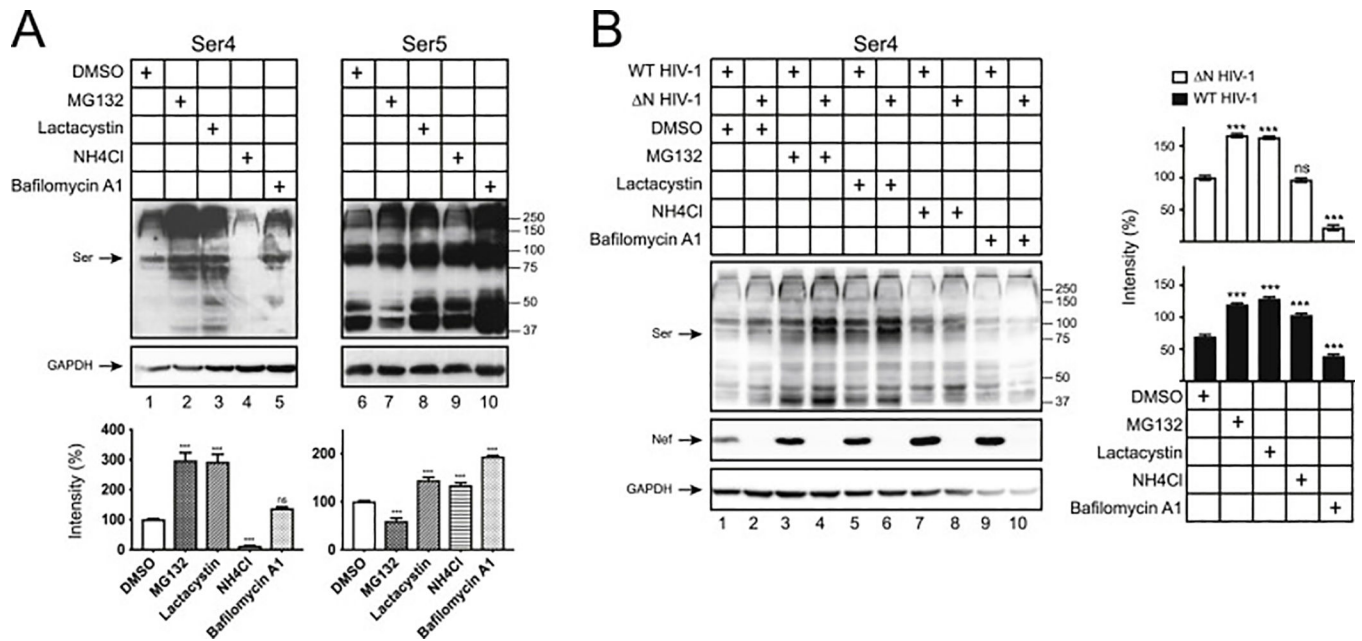 A
Ser4 Ser5
DMSO + +
MG132 + +
Lactacystin + +
NH4Cl + +
Bafilomycin A1 + +
250
150
100
75
50
37
Ser
GAPDH
1 2 3 4 5 6 7 8 9 10
Intensity (%)
400
300
200
100
0
*** *** *** ns
DMSO
MG132
Lactacystin
NH4Cl
Bafilomycin A1
200
100
0
*** *** *** ***
DMSO
MG132
Lactacystin
NH4Cl
Bafilomycin A1
B
Ser4
WT HIV-1 + + + + +
ΔN HIV-1 + + + + +
DMSO + +
MG132 + +
Lactacystin + +
NH4Cl + +
Bafilomycin A1 + +
250
150
100
75
50
37
Ser
Nef
GAPDH
1 2 3 4 5 6 7 8 9 10
ΔN HIV-1
WT HIV-1
Intensity (%)
150
100
50
*** *** ns ***
150
100
50
*** *** *** ***
DMSO +
MG132 +
Lactacystin +
NH4Cl +
Bafilomycin A1 +